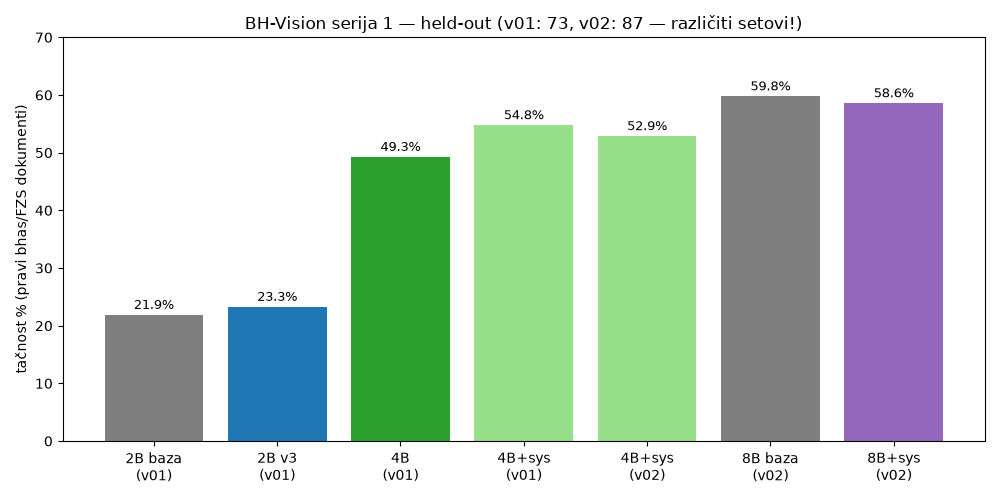 BH-Vision serija 1 — held-out (v01: 73, v02: 87 — različiti setovi!)
tačnost % (pravi bhas/FZS dokumenti)
70
60
50
40
30
20
10
0
21.9%
23.3%
49.3%
54.8%
52.9%
59.8%
58.6%
2B baza
(v01)
2B v3
(v01)
4B
(v01)
4B+sys
(v01)
4B+sys
(v02)
8B baza
(v02)
8B+sys
(v02)